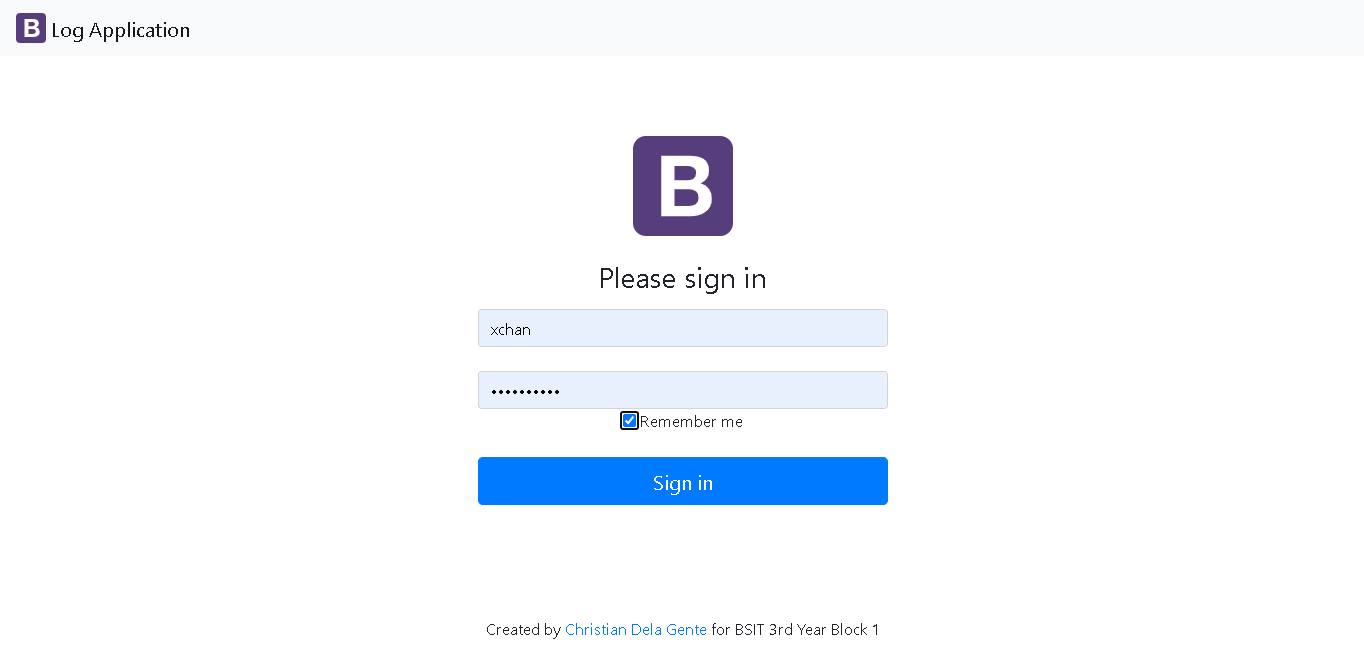 B Log Application
B
Please sign in
xchan
••••••••••
Remember me
Sign in
Created by Christian Dela Gente for BSIT 3rd Year Block 1